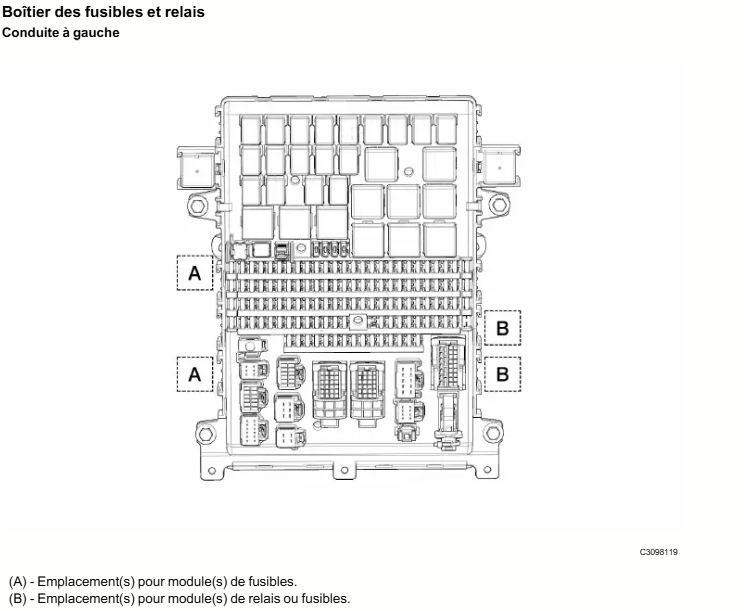 Boîtier des fusibles et relais
Conduite à gauche
A
B
A
B
C3098119
(A) - Emplacement(s) pour module(s) de fusibles.
(B) - Emplacement(s) pour module(s) de relais ou fusibles.